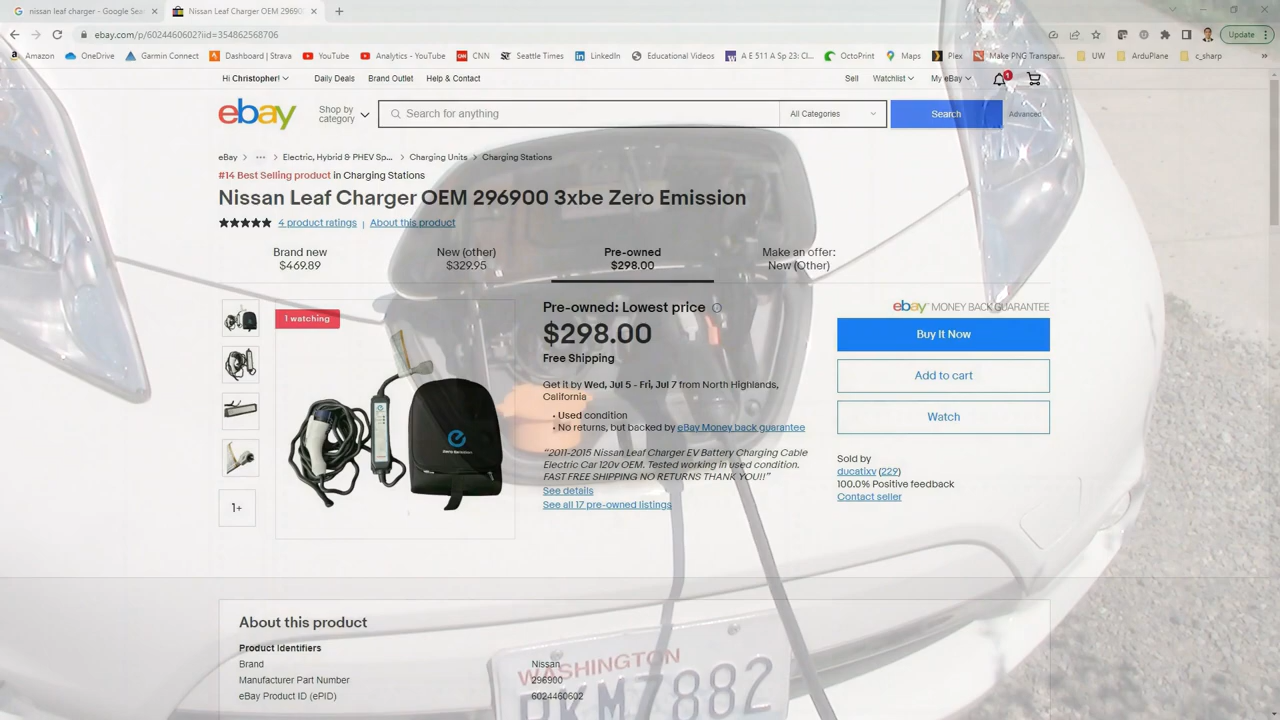 nissan leaf charger - Google Sea
Nissan Leaf Charger OEM 29690
ebay.com/p/6024460602?iid=354862568706
Update
Amazon
OneDrive
Garmin Connect
Dashboard | Strava
YouTube
Analytics - YouTube
CNN
Seattle Times
LinkedIn
Educational Videos
A E 511 A Sp 23: Cl...
OctoPrint
Maps
Plex
Make PNG Transpar...
UW
ArduPlane
c_sharp
»
Hi Christopher!
Daily Deals
Brand Outlet
Help & Contact
Sell
Watchlist
My eBay
1
ebay
Shop by
category
Search for anything
All Categories
Search
Advanced
eBay > ... > Electric, Hybrid & PHEV Sp... > Charging Units > Charging Stations
#14 Best Selling product in Charging Stations
Nissan Leaf Charger OEM 296900 3xbe Zero Emission
4 product ratings | About this product
Brand new
$469.89
New (other)
$329.95
Pre-owned
$298.00
Make an offer:
New (Other)
1 watching
1+
Pre-owned: Lowest price
$298.00
Free Shipping
Get it by Wed, Jul 5 - Fri, Jul 7 from North Highlands,
California
• Used condition
• No returns, but backed by eBay Money back guarantee
“2011-2015 Nissan Leaf Charger EV Battery Charging Cable
Electric Car 120v OEM. Tested working in used condition.
FAST FREE SHIPPING NO RETURNS THANK YOU!!”
See details
See all 17 pre-owned listings
ebay MONEY BACK GUARANTEE
Buy It Now
Add to cart
Watch
Sold by
ducatixv (229)
100.0% Positive feedback
Contact seller
About this product
Product Identifiers
Brand
Nissan
Manufacturer Part Number
296900
eBay Product ID (ePID)
6024460602
WASHINGTON
BKM7882